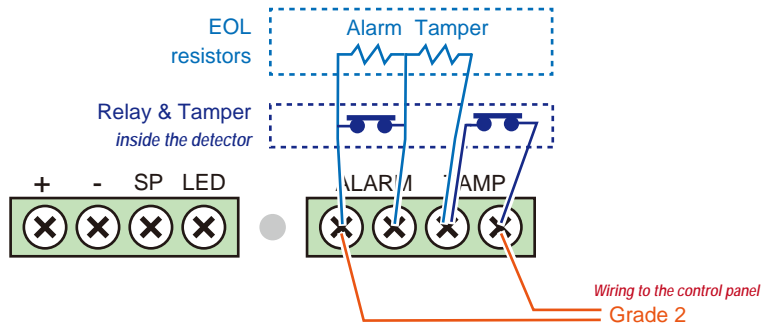 EOL
resistors
Alarm Tamper
Relay & Tamper
inside the detector
+ - SP LED
ALARM TAMP
Wiring to the control panel
Grade 2